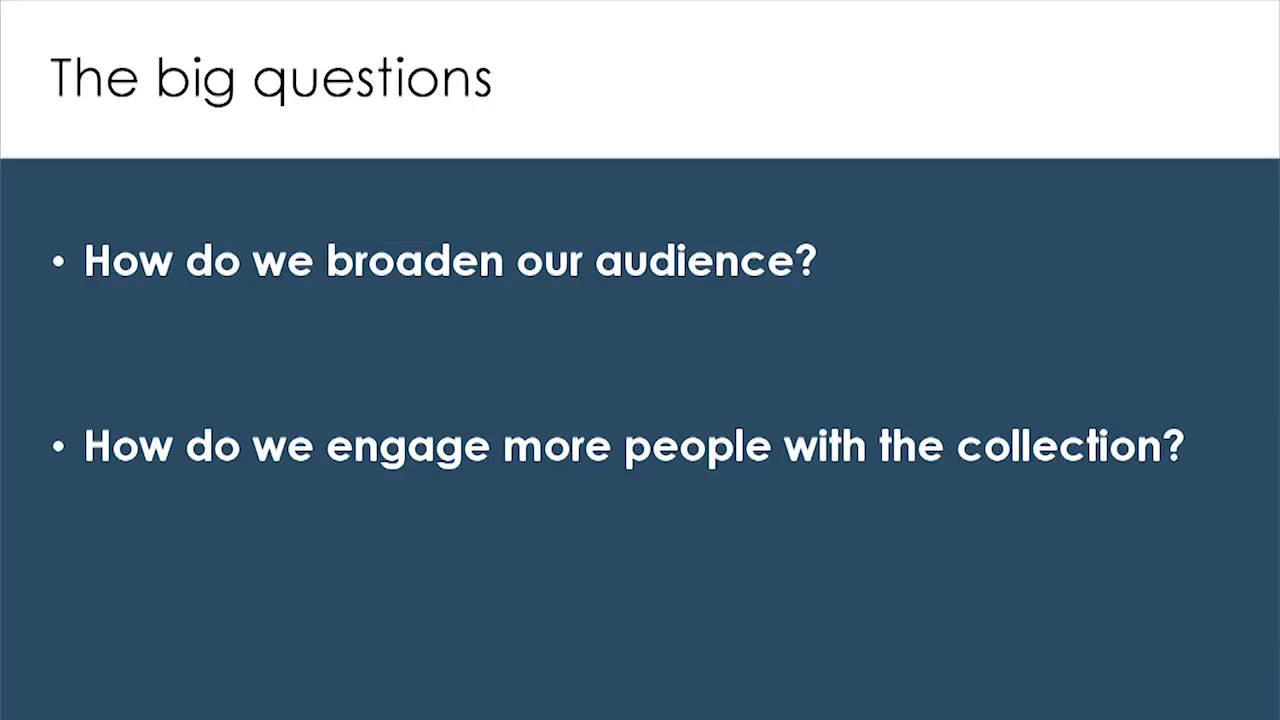 The big questions
• How do we broaden our audience?
• How do we engage more people with the collection?